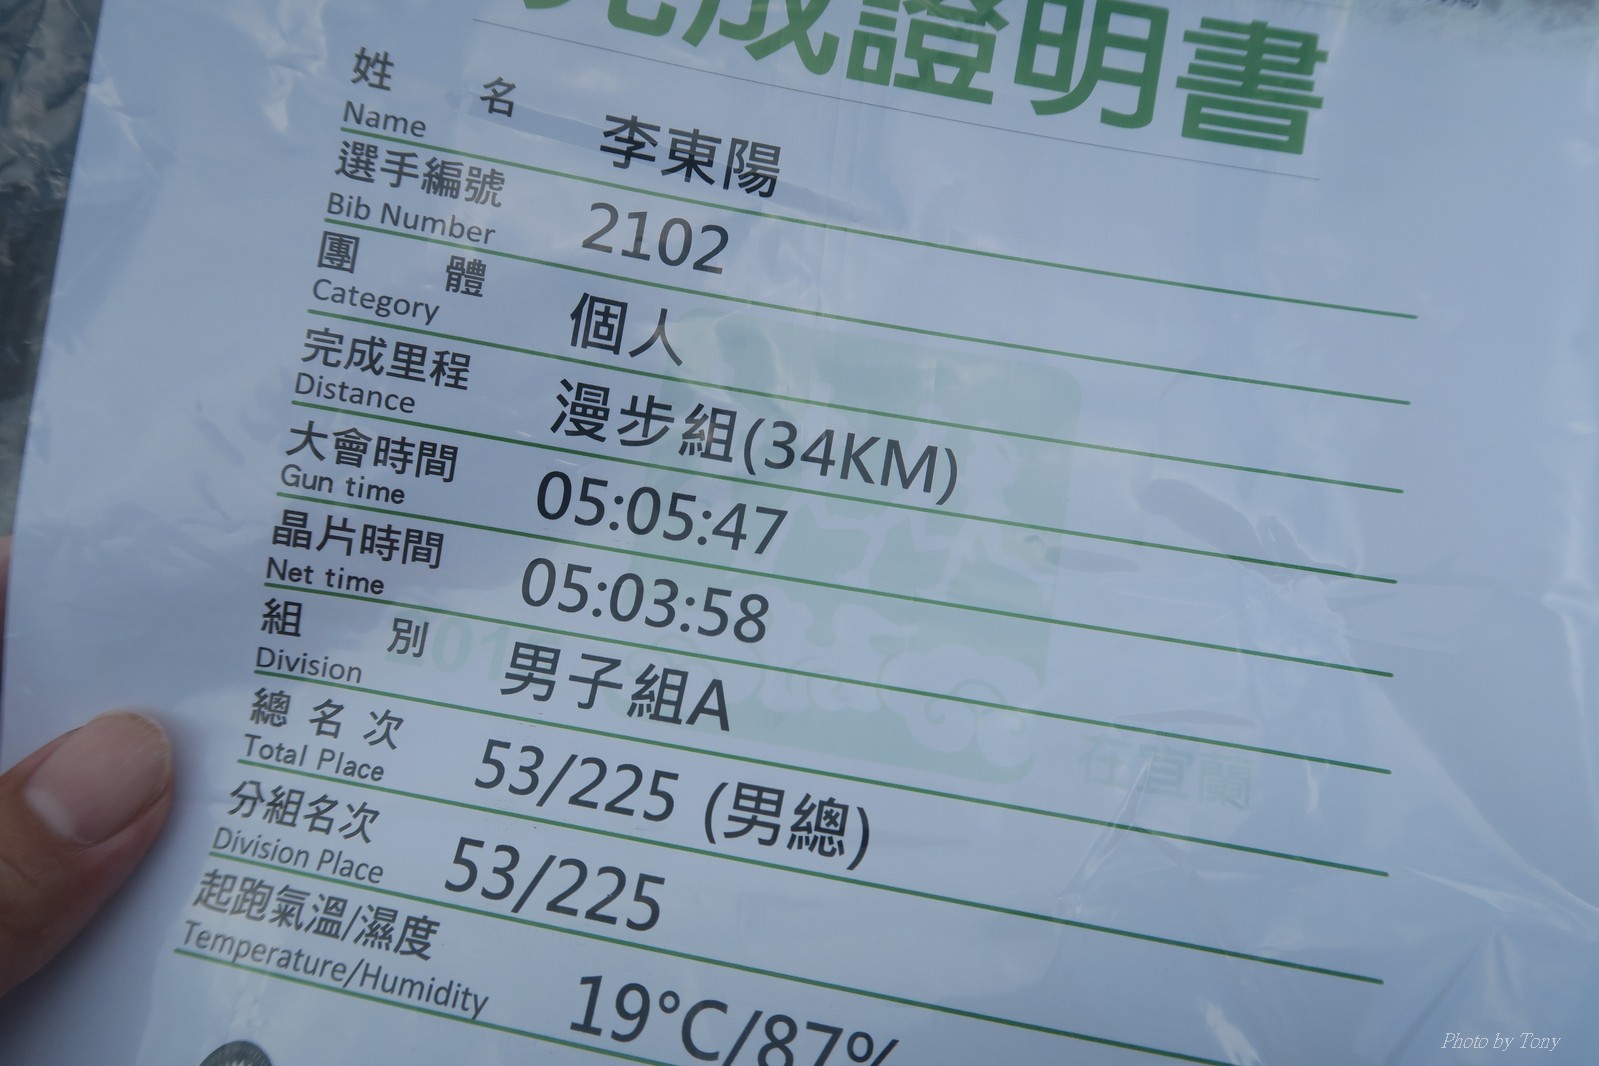 完成證明書
姓 名 李東陽
Name
選手編號 2102
Bib Number
團 體 個人
Category
完成里程 漫步組(34KM)
Distance
大會時間 05:05:47
Gun time
晶片時間 05:03:58
Net time
組 別 男子組A
Division
總名次 53/225 (男總)
Total Place
分組名次 53/225
Division Place
起跑氣溫/濕度 19°C/87%
Temperature/Humidity
在宜蘭
Photo by Tony